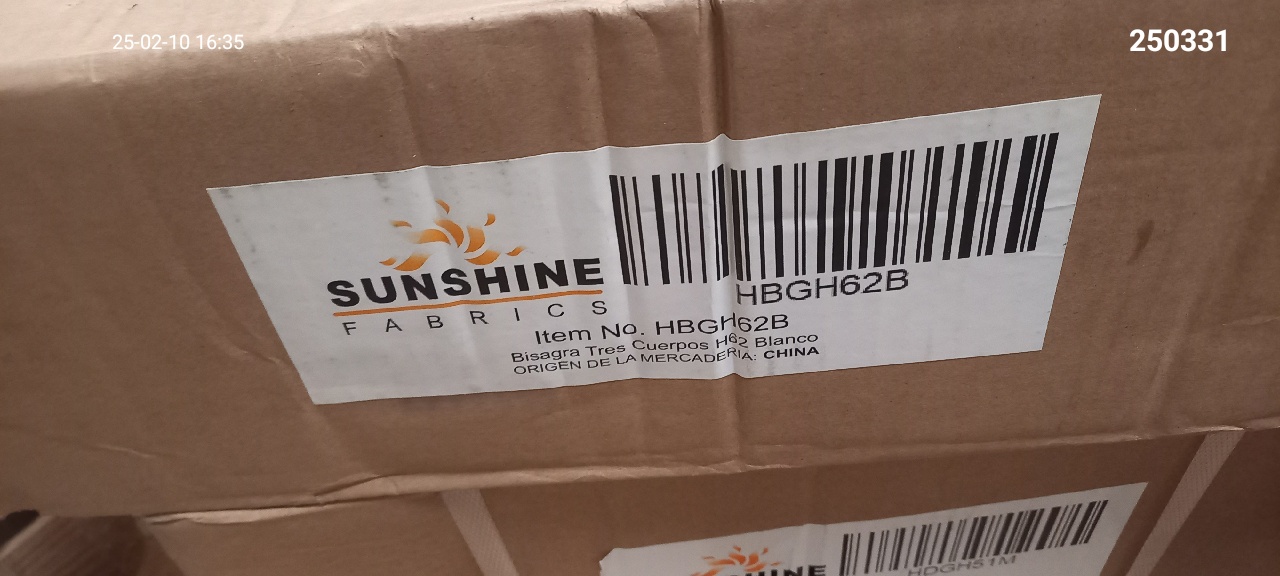 25-02-10 16:35
250331
SUNSHINE
FABRICS
HBGH62B
Item No. HBGH62B
Bisagra Tres Cuerpos H62 Blanco
ORIGEN DE LA MERCADERIA: CHINA
HDGH51M